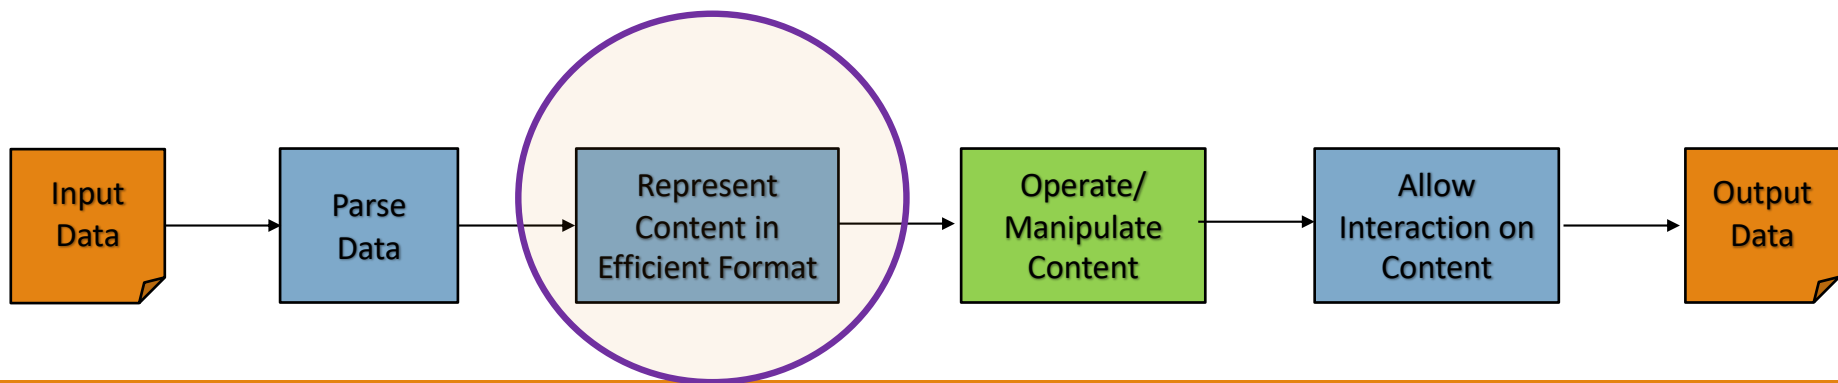 Input
Data
Parse
Data
Represent
Content in
Efficient Format
Operate/
Manipulate
Content
Allow
Interaction on
Content
Output
Data